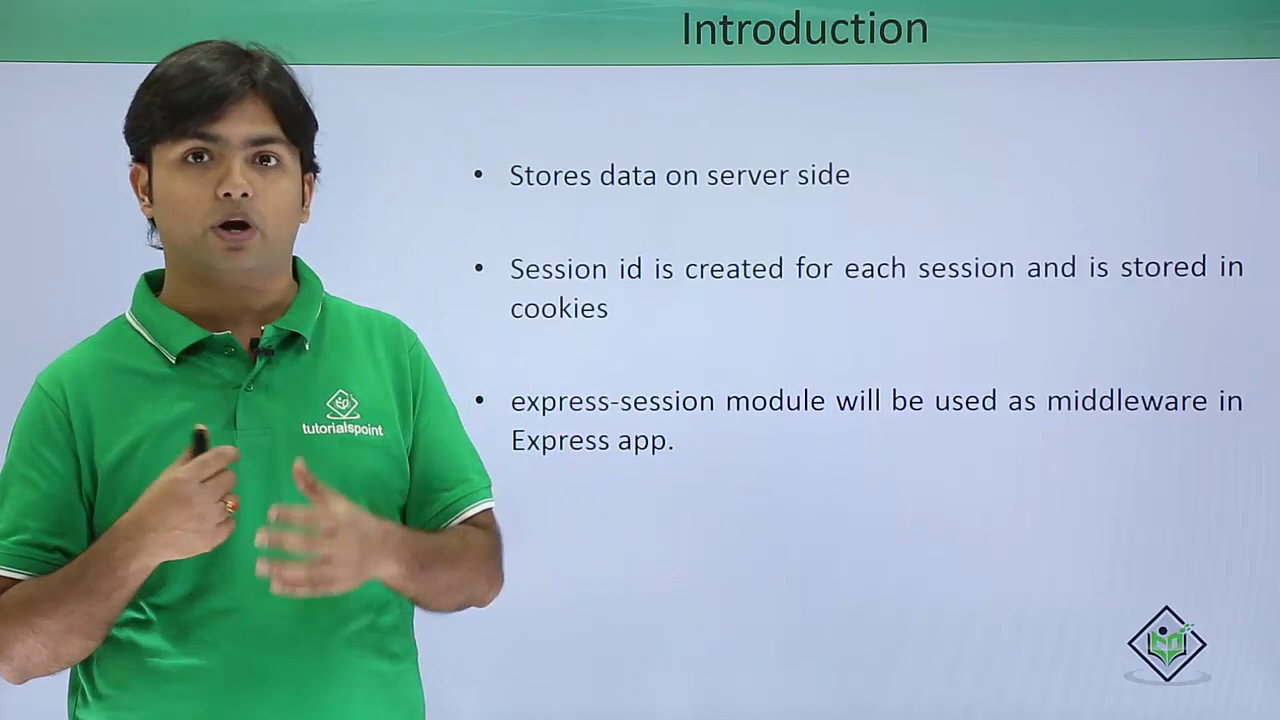 Introduction
• Stores data on server side
• Session id is created for each session and is stored in
cookies
• express-session module will be used as middleware in
Express app.
tutorialspoint